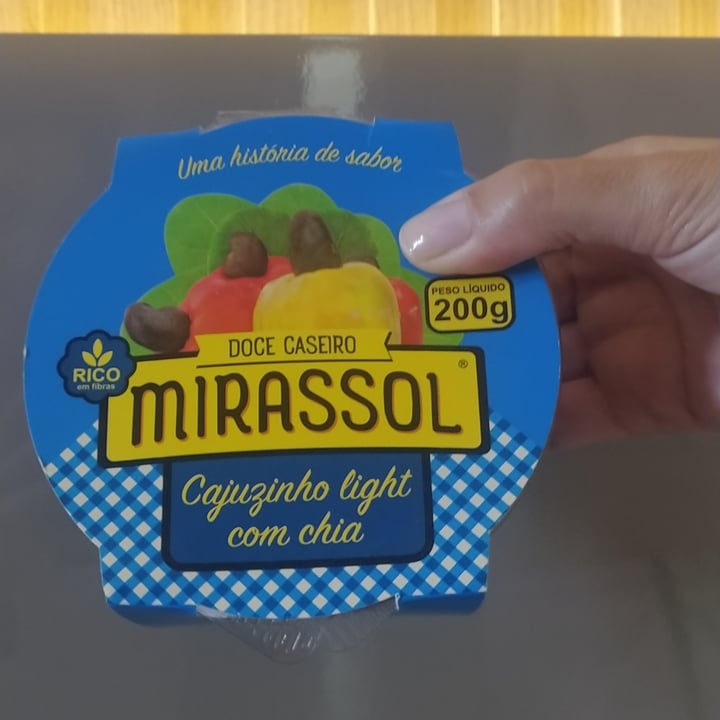 Uma história de sabor
PESO LÍQUIDO
200g
RICO
em fibras
DOCE CASEIRO
MIRASSOL®
Cajuzinho light
com chia